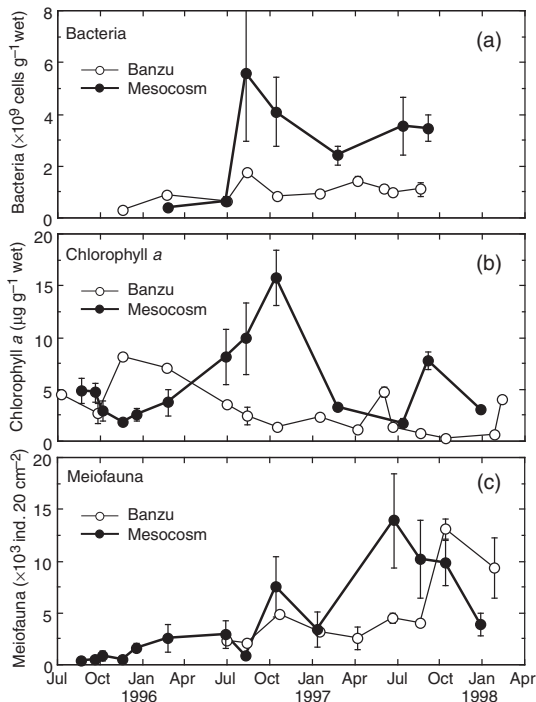 8
6
4
2
0
Bacteria (×10⁹ cells g⁻¹ wet)
Bacteria
(a)
Banzu
Mesocosm
20
15
10
5
0
Chlorophyll a (μg g⁻¹ wet)
Chlorophyll a
(b)
Banzu
Mesocosm
20
15
10
5
0
Meiofauna (×10³ ind. 20 cm⁻²)
Meiofauna
(c)
Banzu
Mesocosm
Jul Oct Jan Apr Jul Oct Jan Apr Jul Oct Jan Apr
1996 1997 1998